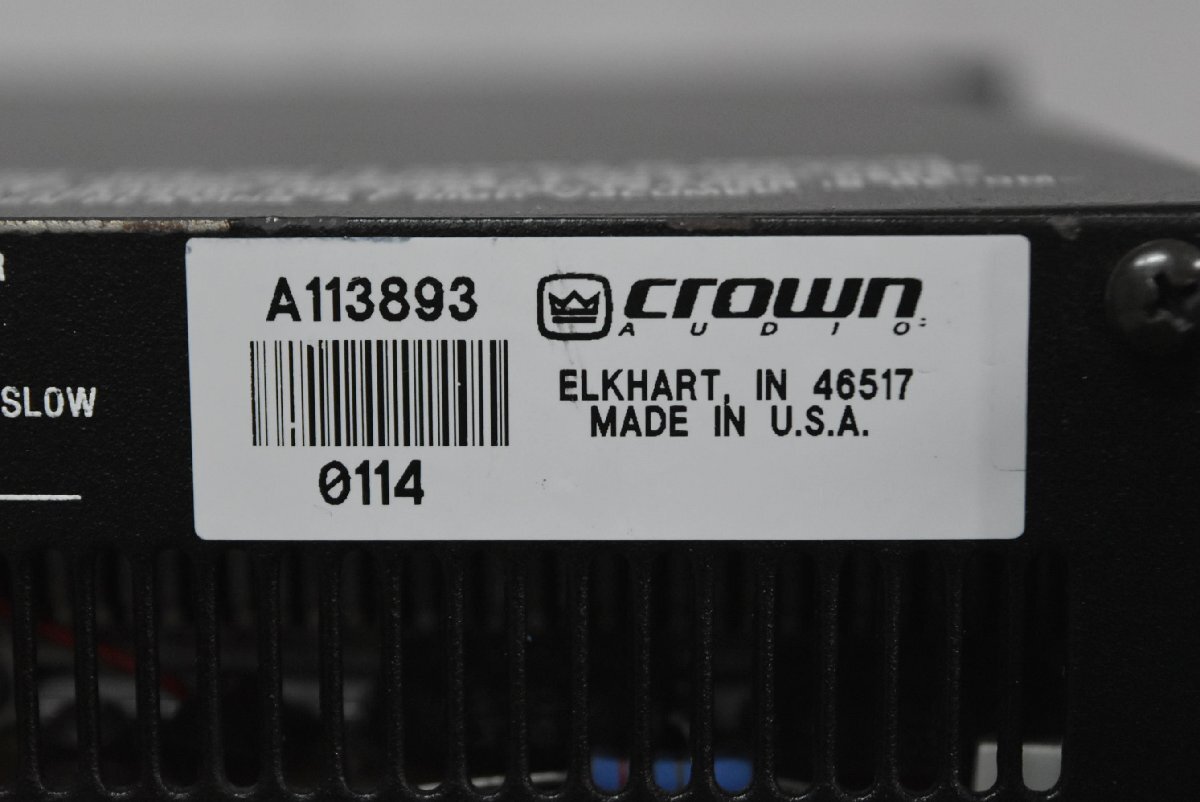 A113893
0114
crown
AUDIO
ELKHART, IN 46517
MADE IN U.S.A.
R
SLOW